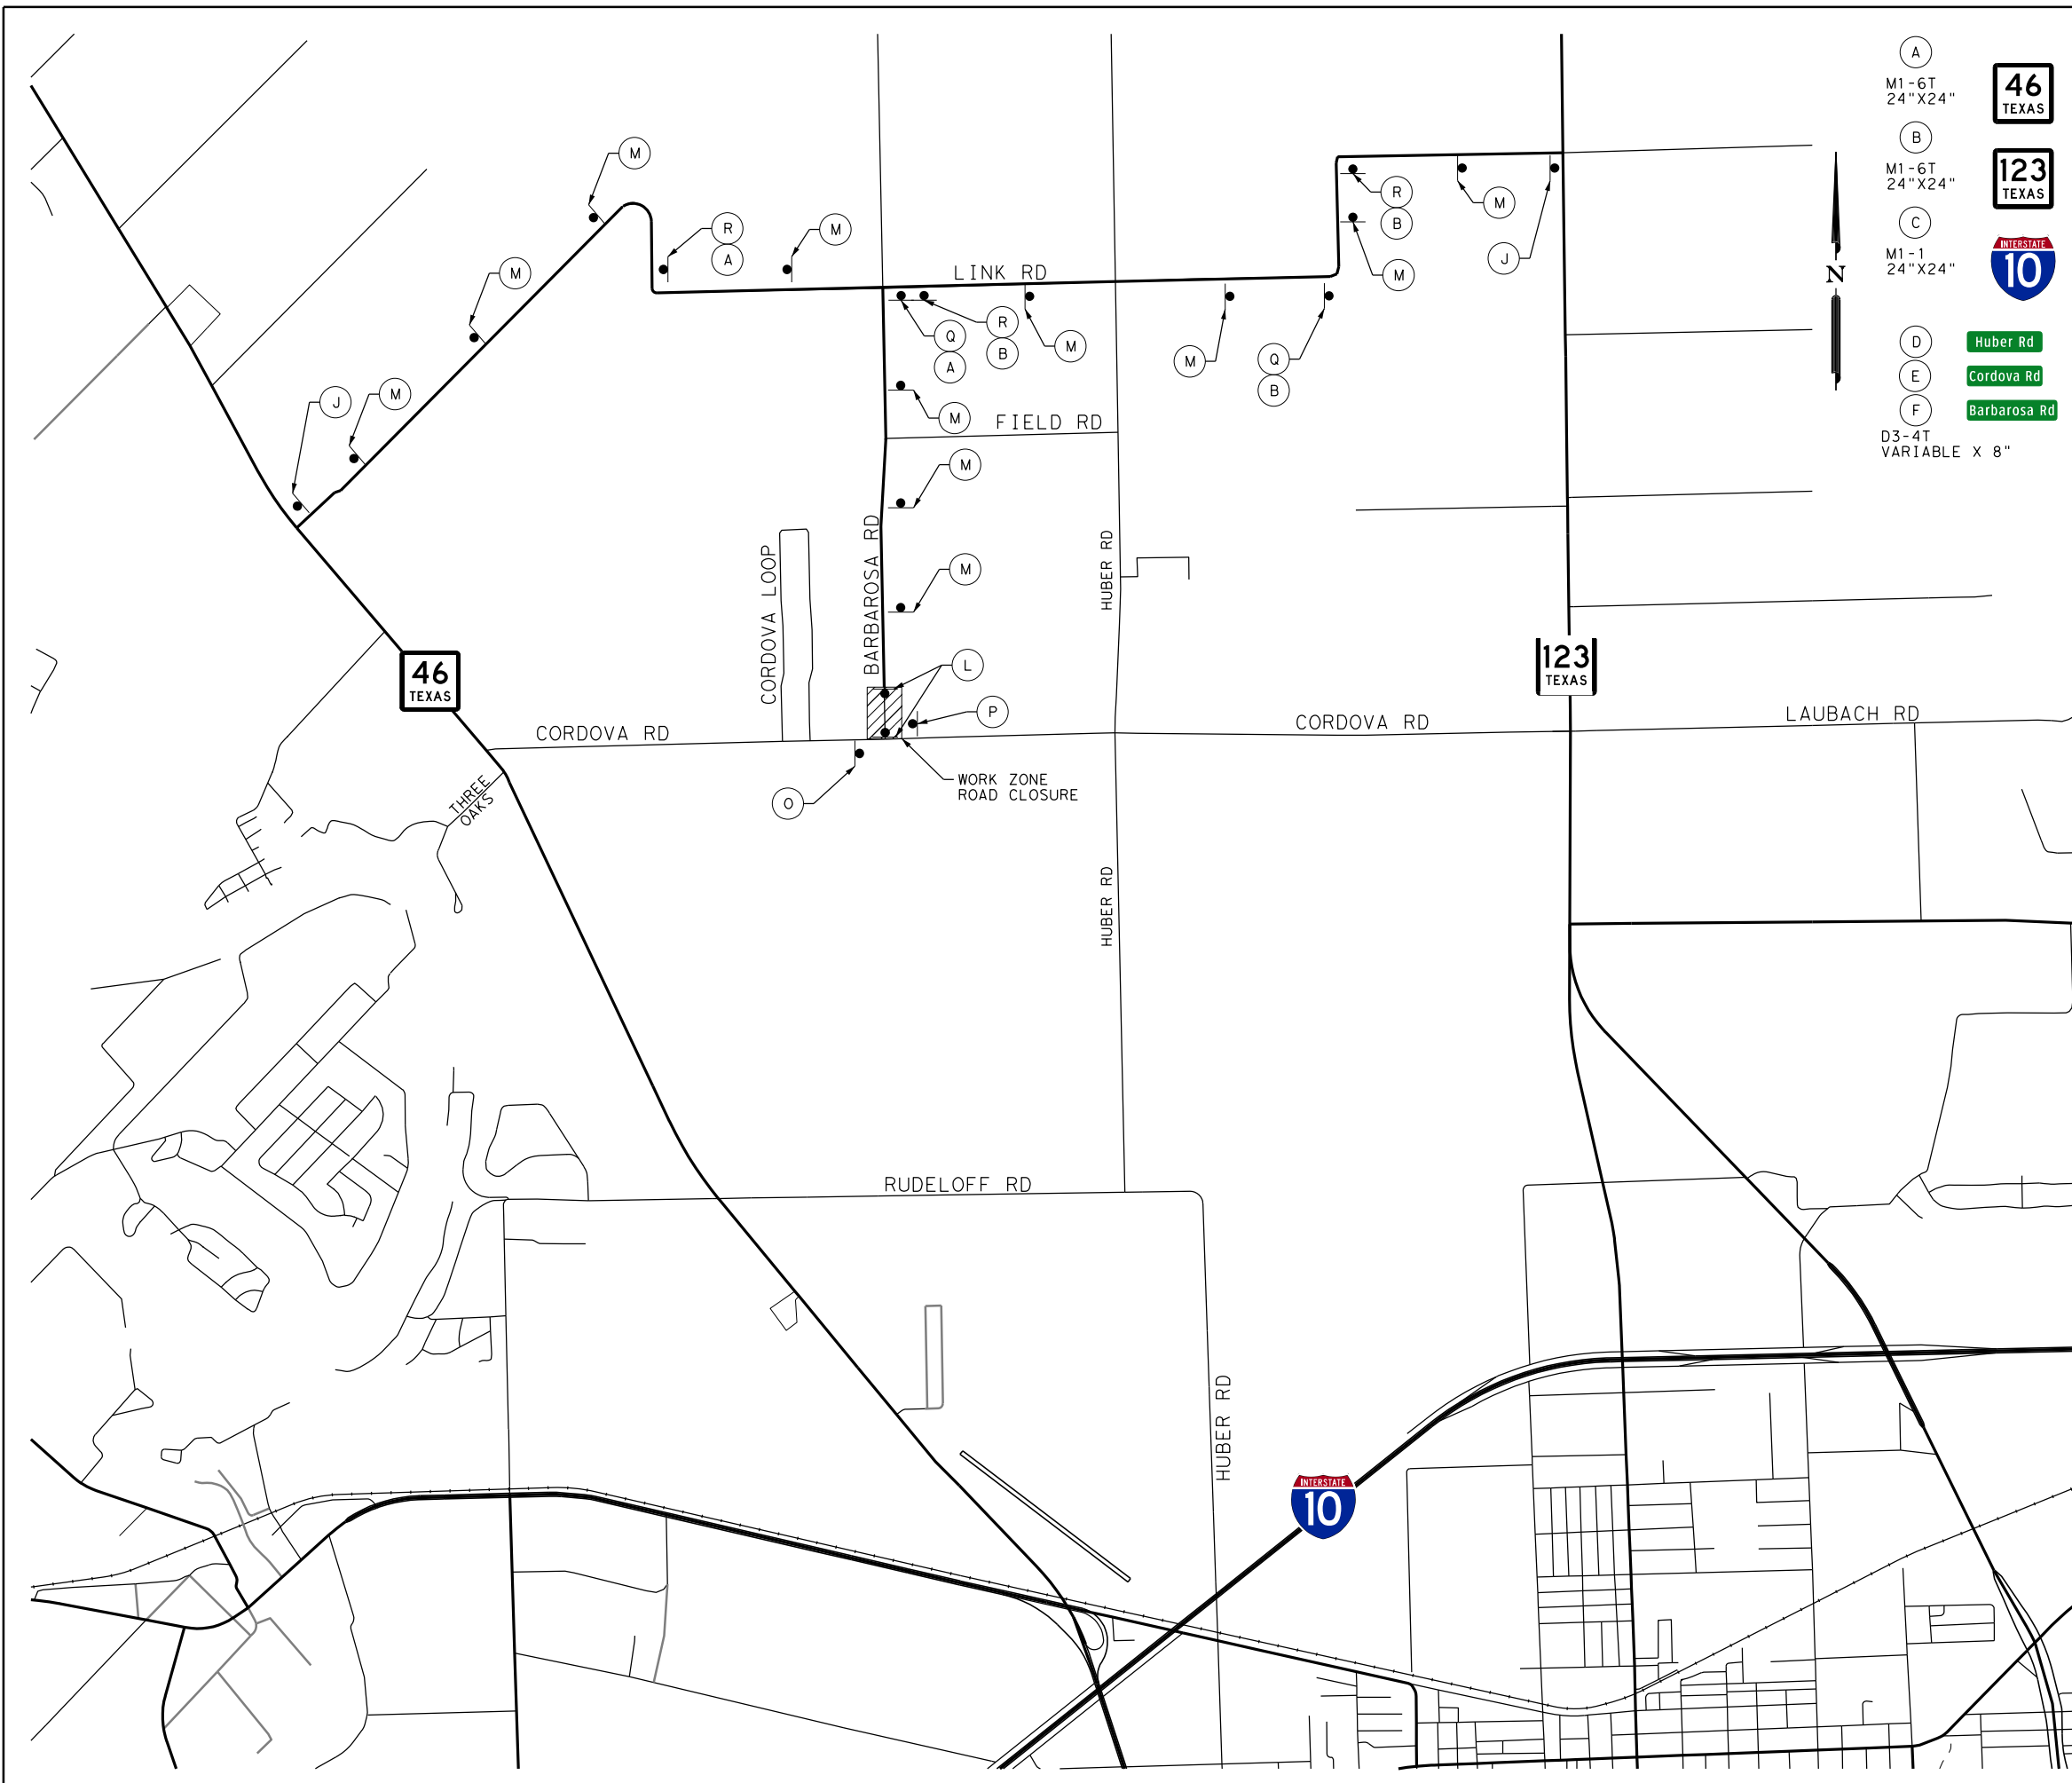 A
M1-6T
24"X24"
46
TEXAS
B
M1-6T
24"X24"
123
TEXAS
C
M1-1
24"X24"
INTERSTATE
10
D
Huber Rd
E
Cordova Rd
F
Barbarosa Rd
D3-4T
VARIABLE X 8"
N
M
R
A
M
M
M
J
LINK RD
R
B
M
M
J
Q
A
R
B
M
M
Q
B
M
FIELD RD
M
M
L
P
O
CORDOVA LOOP
BARBAROSA RD
HUBER RD
46
TEXAS
123
TEXAS
CORDOVA RD
CORDOVA RD
LAUBACH RD
WORK ZONE
ROAD CLOSURE
THREE
OAKS
HUBER RD
RUDELOFF RD
HUBER RD
INTERSTATE
10